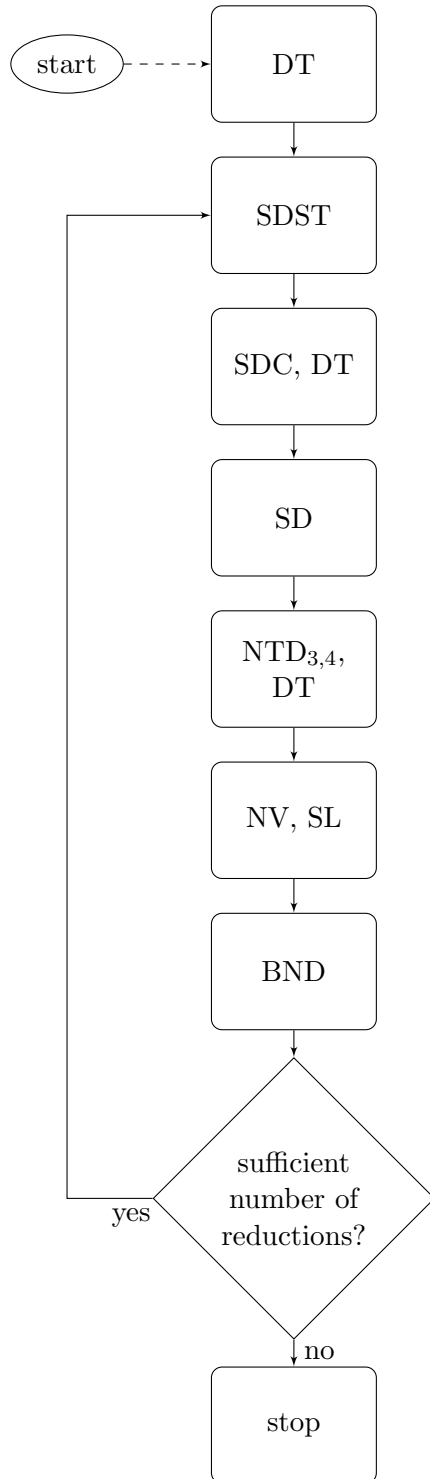 start
DT
SDST
SDC, DT
SD
NTD₃,₄,
DT
NV, SL
BND
sufficient
number of
reductions?
yes
no
stop